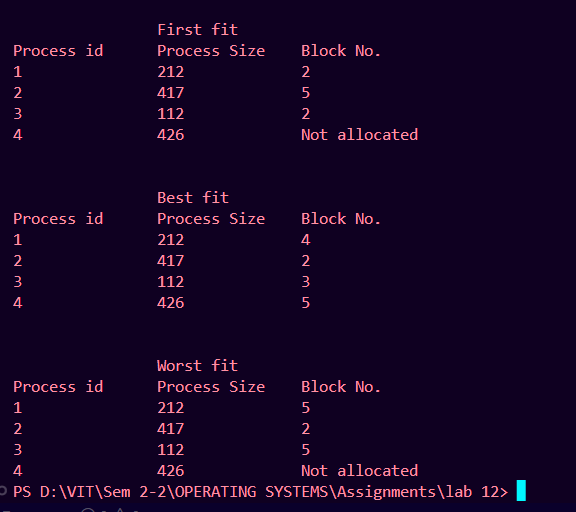 First fit
Process id Process Size Block No.
1 212 2
2 417 5
3 112 2
4 426 Not allocated
Best fit
Process id Process Size Block No.
1 212 4
2 417 2
3 112 3
4 426 5
Worst fit
Process id Process Size Block No.
1 212 5
2 417 2
3 112 5
4 426 Not allocated
PS D:\VIT\Sem 2-2\OPERATING SYSTEMS\Assignments\lab 12>